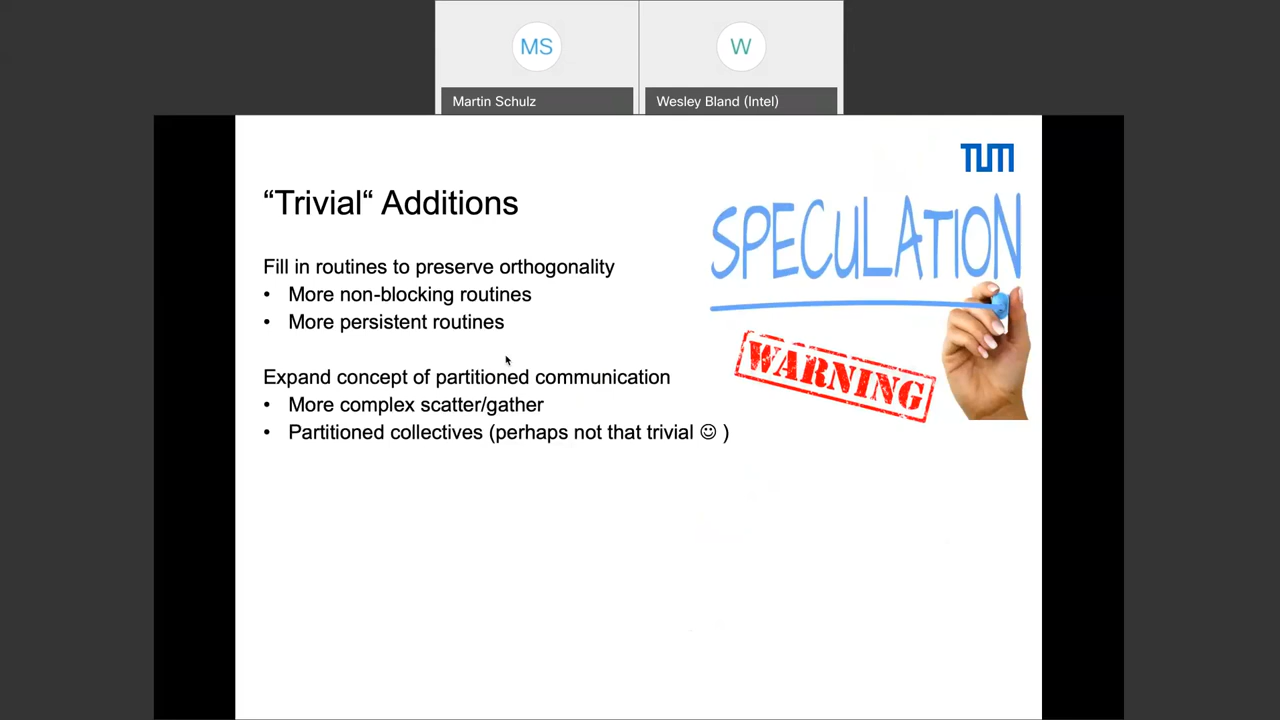 MS
W
Martin Schulz
Wesley Bland (Intel)
TUM
“Trivial“ Additions
SPECULATION
Fill in routines to preserve orthogonality
• More non-blocking routines
• More persistent routines
WARNING
Expand concept of partitioned communication
• More complex scatter/gather
• Partitioned collectives (perhaps not that trivial ☺ )